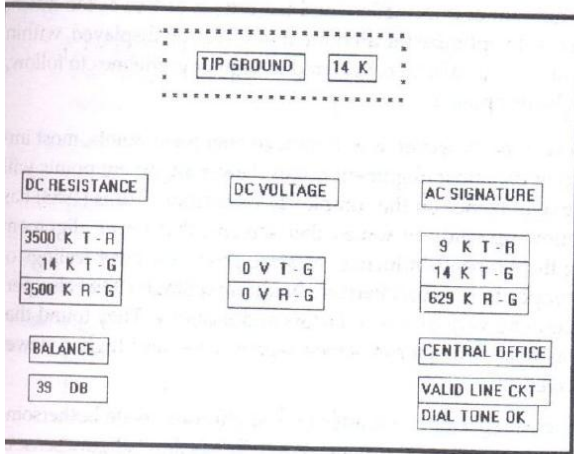 TIP GROUND 14 K
DC RESISTANCE
3500 K T-R
14 K T-G
3500 K R-G
BALANCE
39 DB
DC VOLTAGE
0 V T-G
0 V R-G
AC SIGNATURE
9 K T-R
14 K T-G
629 K R-G
CENTRAL OFFICE
VALID LINE CKT
DIAL TONE OK